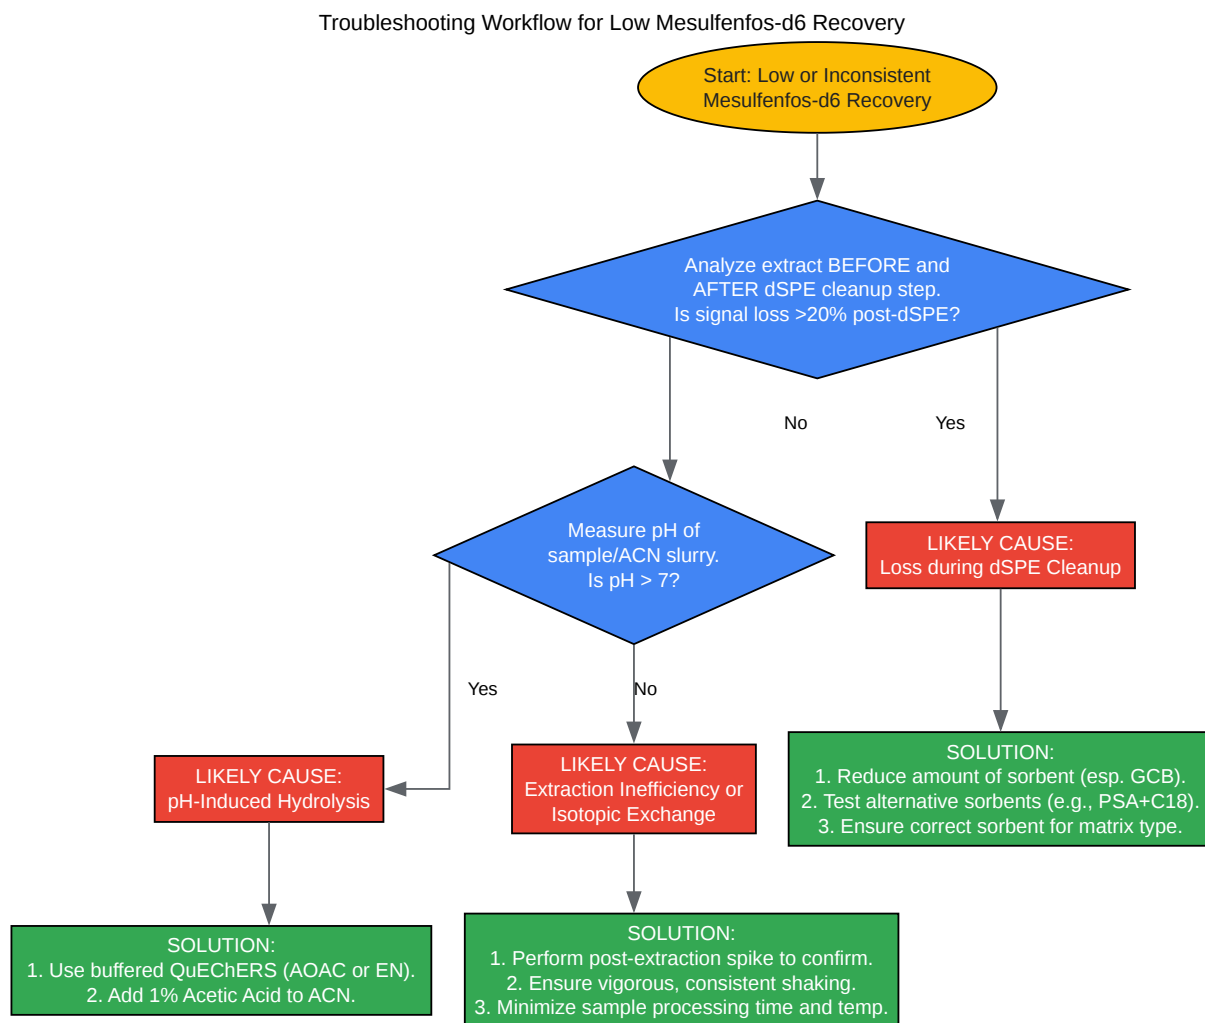 Troubleshooting Workflow for Low Mesulfenfos-d6 Recovery
Start: Low or Inconsistent
Mesulfenfos-d6 Recovery
Analyze extract BEFORE and
AFTER dSPE cleanup step.
Is signal loss >20% post-dSPE?
No
Yes
Measure pH of
sample/ACN slurry.
Is pH > 7?
LIKELY CAUSE:
Loss during dSPE Cleanup
Yes
No
LIKELY CAUSE:
pH-Induced Hydrolysis
LIKELY CAUSE:
Extraction Inefficiency or
Isotopic Exchange
SOLUTION:
1. Reduce amount of sorbent (esp. GCB).
2. Test alternative sorbents (e.g., PSA+C18).
3. Ensure correct sorbent for matrix type.
SOLUTION:
1. Use buffered QuEChERS (AOAC or EN).
2. Add 1% Acetic Acid to ACN.
SOLUTION:
1. Perform post-extraction spike to confirm.
2. Ensure vigorous, consistent shaking.
3. Minimize sample processing time and temp.